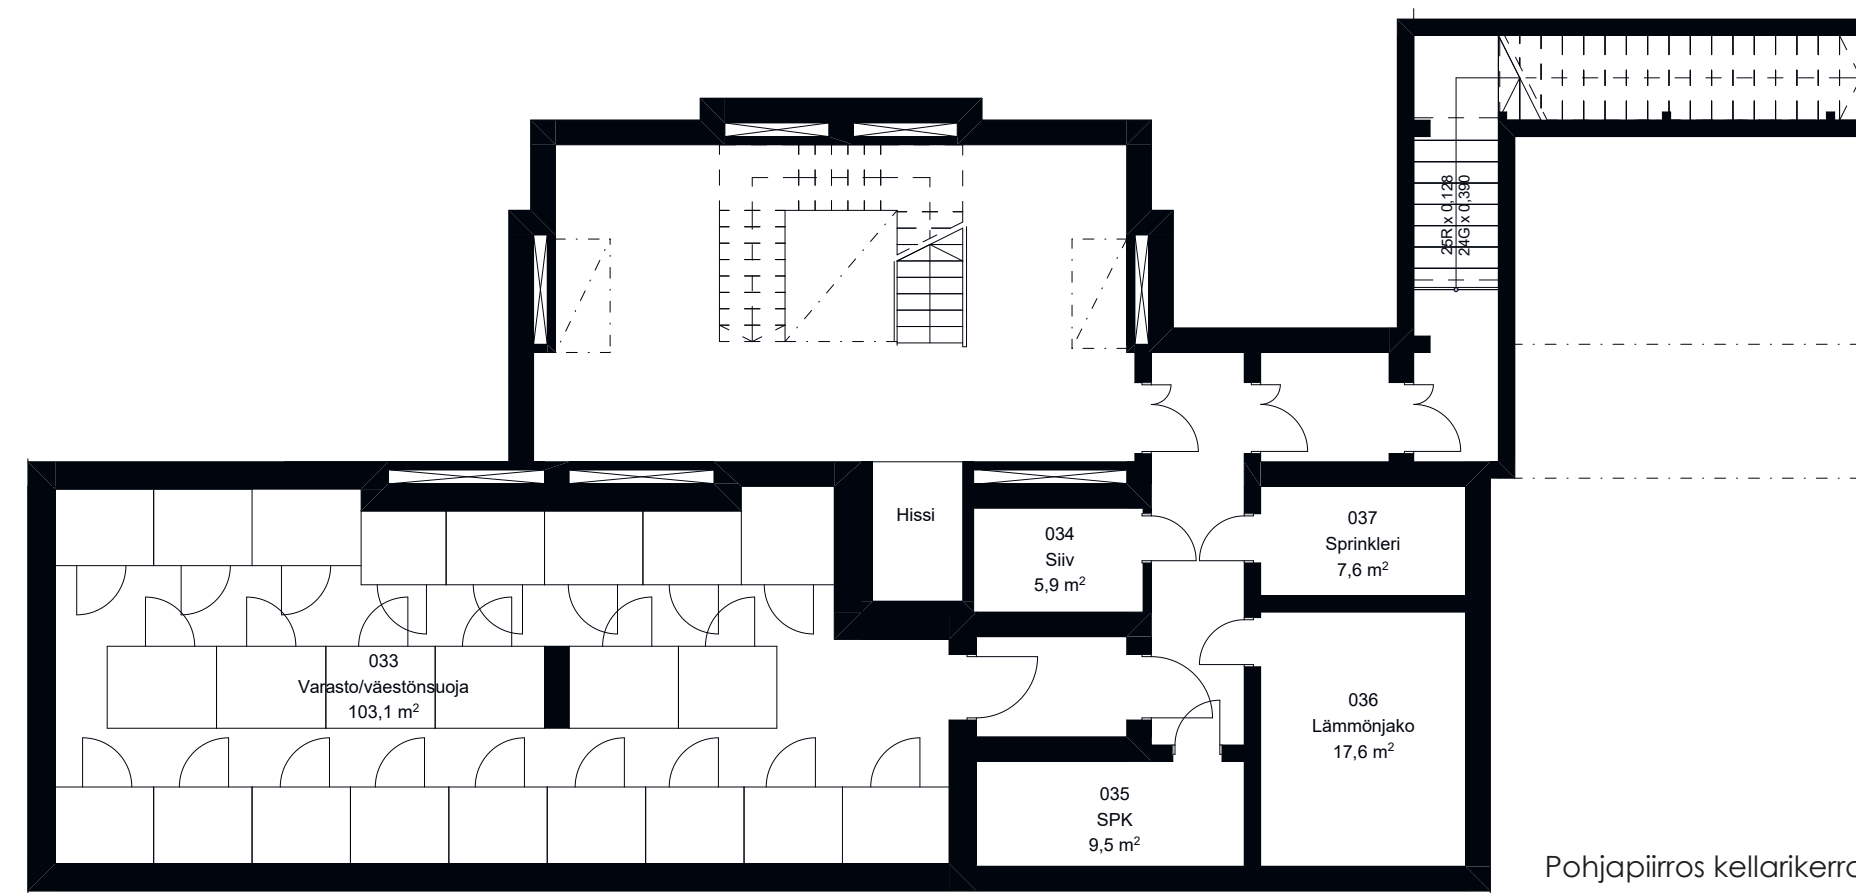 25R x 0,128
24G x 0,390
Hissi
034
Siiv
5,9 m²
037
Sprinkleri
7,6 m²
033
Varasto/väestönsuoja
103,1 m²
036
Lämmönjako
17,6 m²
035
SPK
9,5 m²
Pohjapiirros kellarikerro